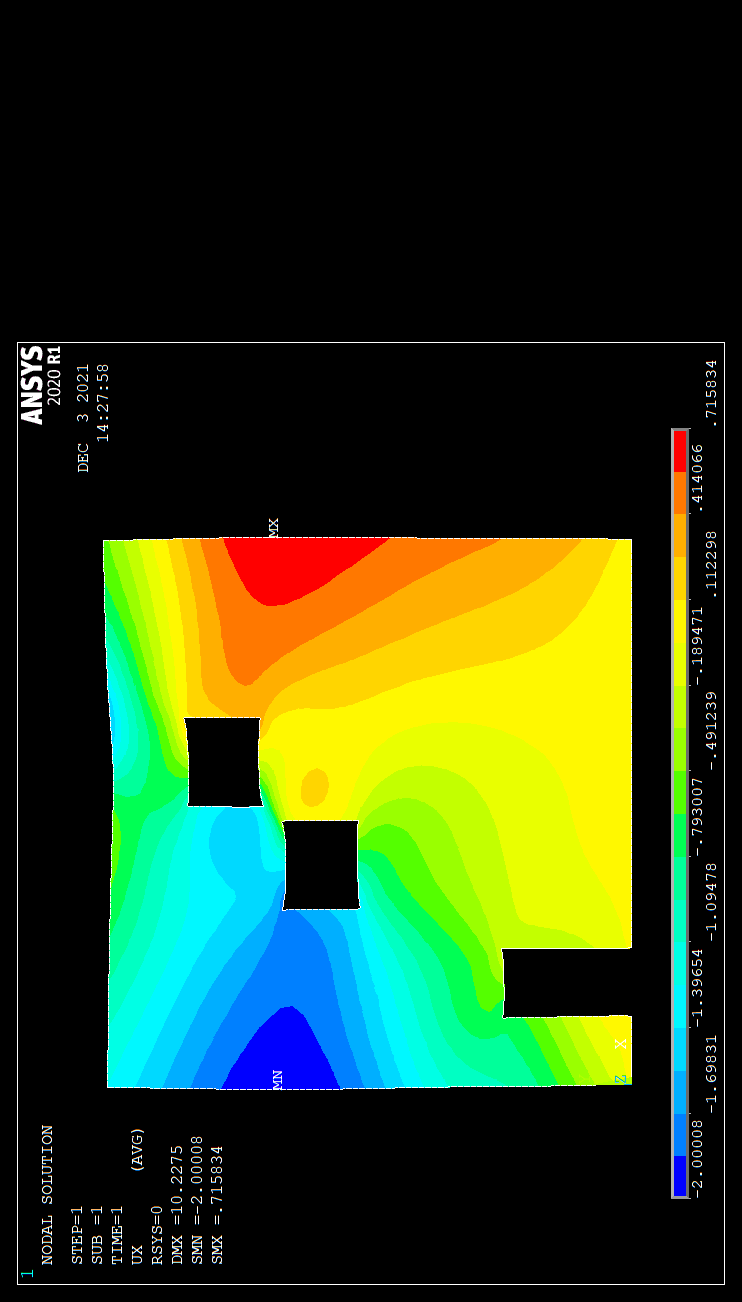 1
NODAL SOLUTION
STEP=1
SUB =1
TIME=1
UX (AVG)
RSYS=0
DMX =10.2275
SMN =-2.00008
SMX =.715834
ANSYS
2020 R1
DEC 3 2021
14:27:58
MN
MX
Z X
-2.00008 -1.69831 -1.39654 -1.09478 -.793007 -.491239 -.189471 .112298 .414066 .715834